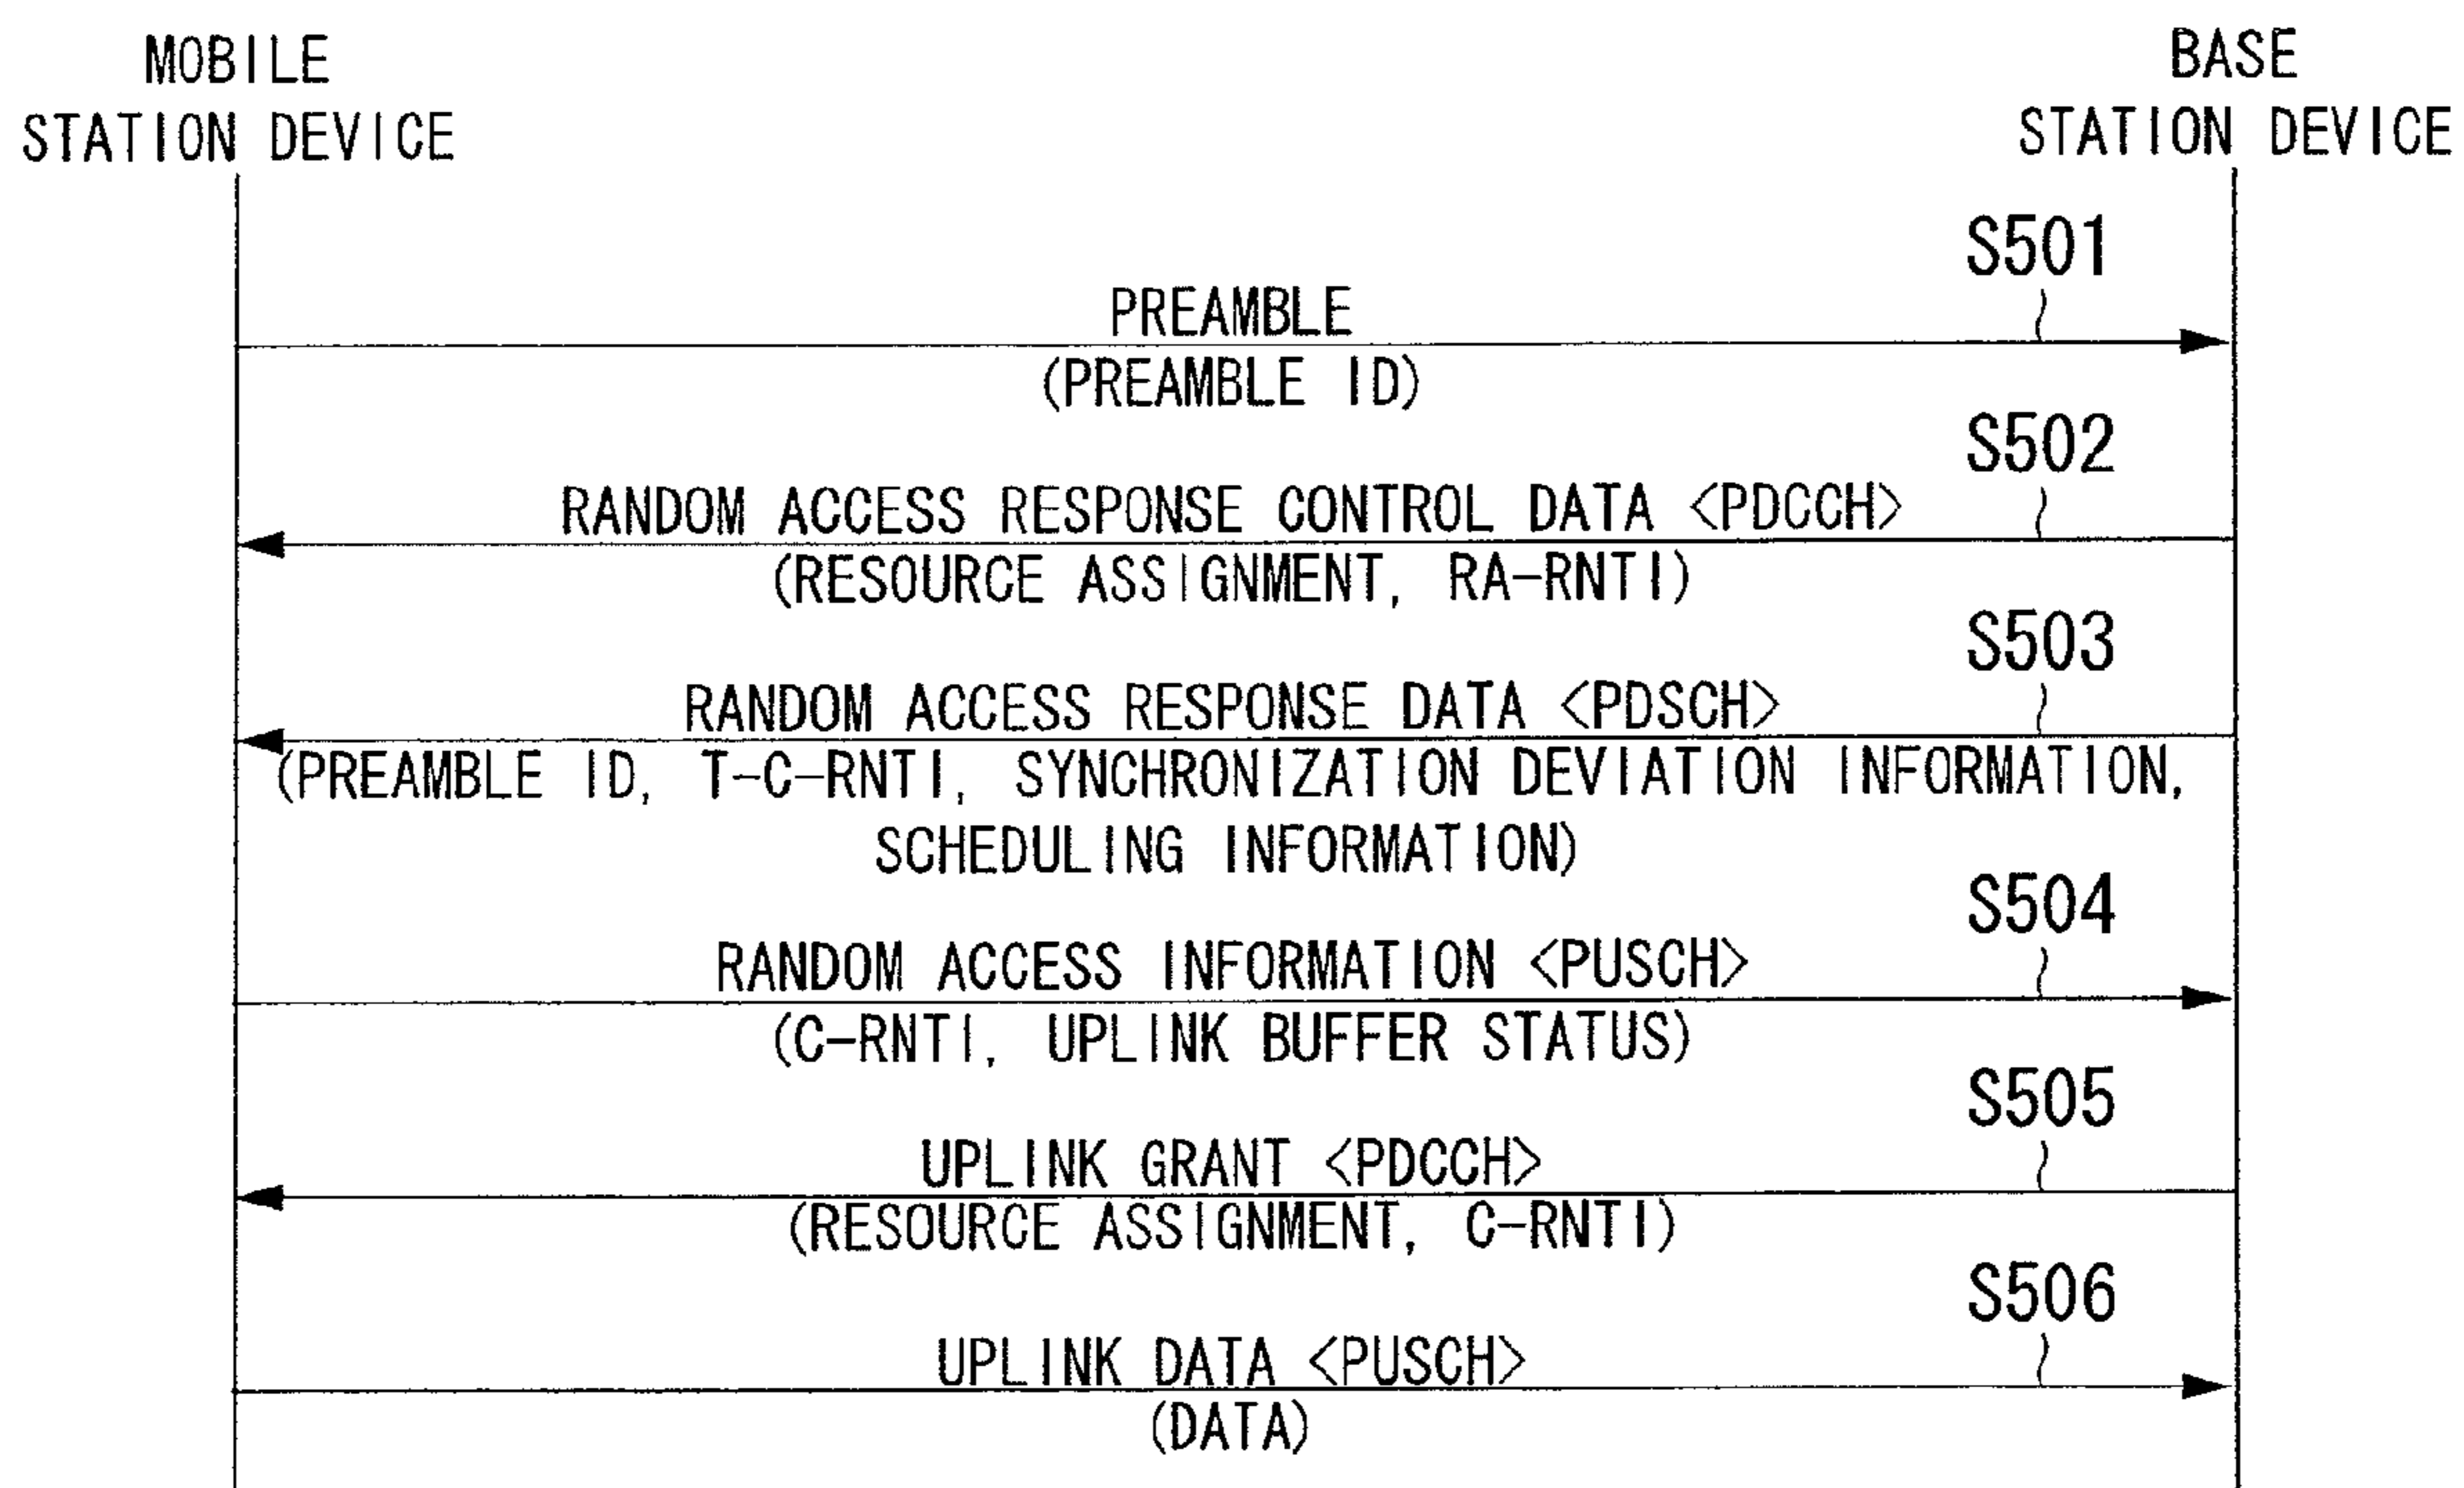 MOBILE
STATION DEVICE
BASE
STATION DEVICE
S501
PREAMBLE
(PREAMBLE ID)
S502
RANDOM ACCESS RESPONSE CONTROL DATA <PDCCH>
(RESOURCE ASSIGNMENT, RA-RNTI)
S503
RANDOM ACCESS RESPONSE DATA <PDSCH>
(PREAMBLE ID, T-C-RNTI, SYNCHRONIZATION DEVIATION INFORMATION,
SCHEDULING INFORMATION)
S504
RANDOM ACCESS INFORMATION <PUSCH>
(C-RNTI, UPLINK BUFFER STATUS)
S505
UPLINK GRANT <PDCCH>
(RESOURCE ASSIGNMENT, C-RNTI)
S506
UPLINK DATA <PUSCH>
(DATA)